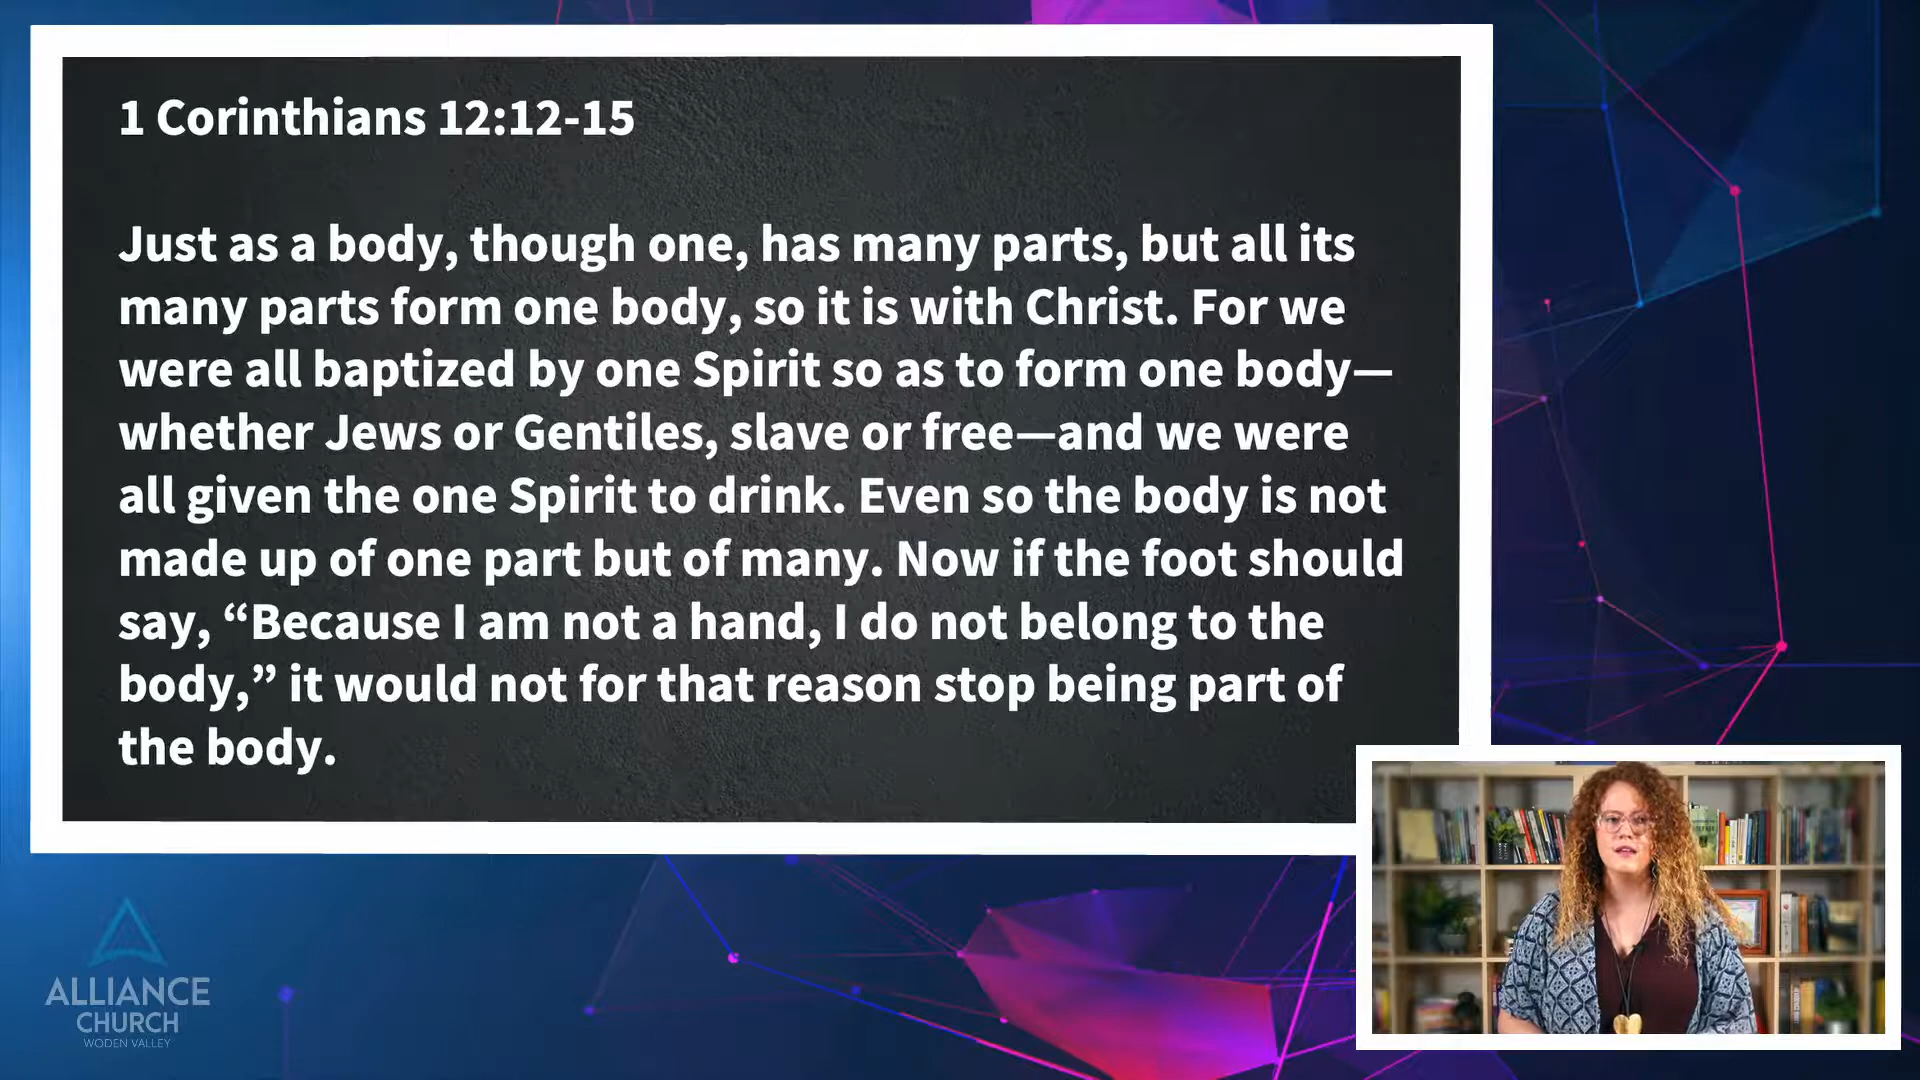 1 Corinthians 12:12-15
Just as a body, though one, has many parts, but all its
many parts form one body, so it is with Christ. For we
were all baptized by one Spirit so as to form one body—
whether Jews or Gentiles, slave or free—and we were
all given the one Spirit to drink. Even so the body is not
made up of one part but of many. Now if the foot should
say, “Because I am not a hand, I do not belong to the
body,” it would not for that reason stop being part of
the body.
ALLIANCE
CHURCH
WODEN VALLEY